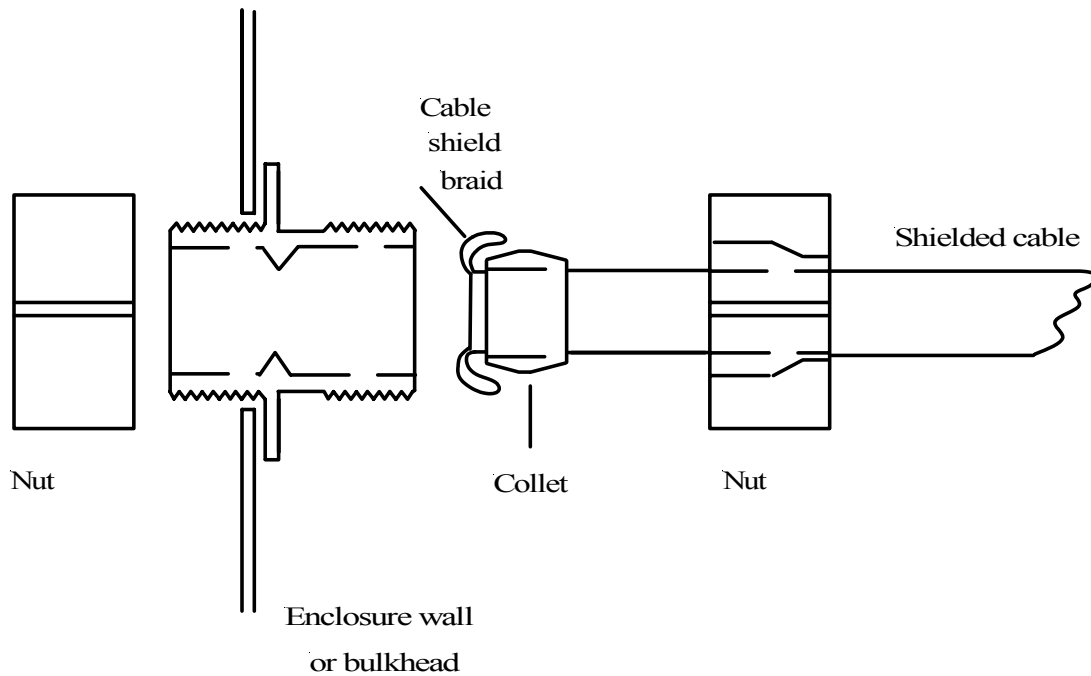 Cable
shield
braid
Shielded cable
Nut
Collet
Nut
Enclosure wall
or bulkhead